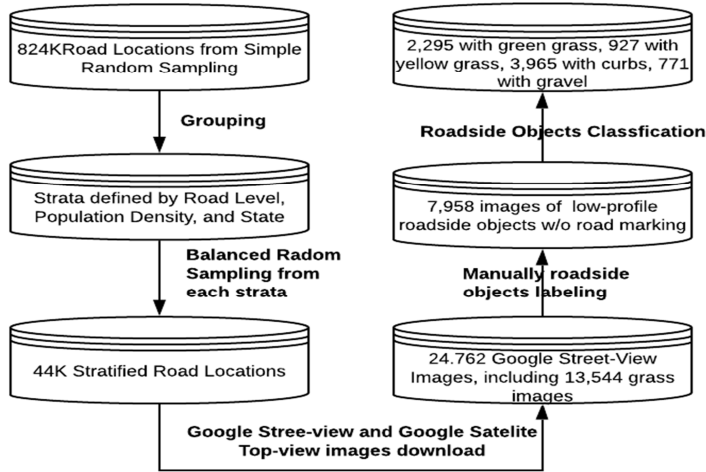 824KRoad Locations from Simple
Random Sampling
Grouping
Strata defined by Road Level,
Population Density, and State
Balanced Radom
Sampling from
each strata
44K Stratified Road Locations
Google Stree-view and Google Satelite
Top-view images download
24.762 Google Street-View
Images, including 13,544 grass
images
Manually roadside
objects labeling
7,958 images of low-profile
roadside objects w/o road marking
Roadside Objects Classfication
2,295 with green grass, 927 with
yellow grass, 3,965 with curbs, 771
with gravel